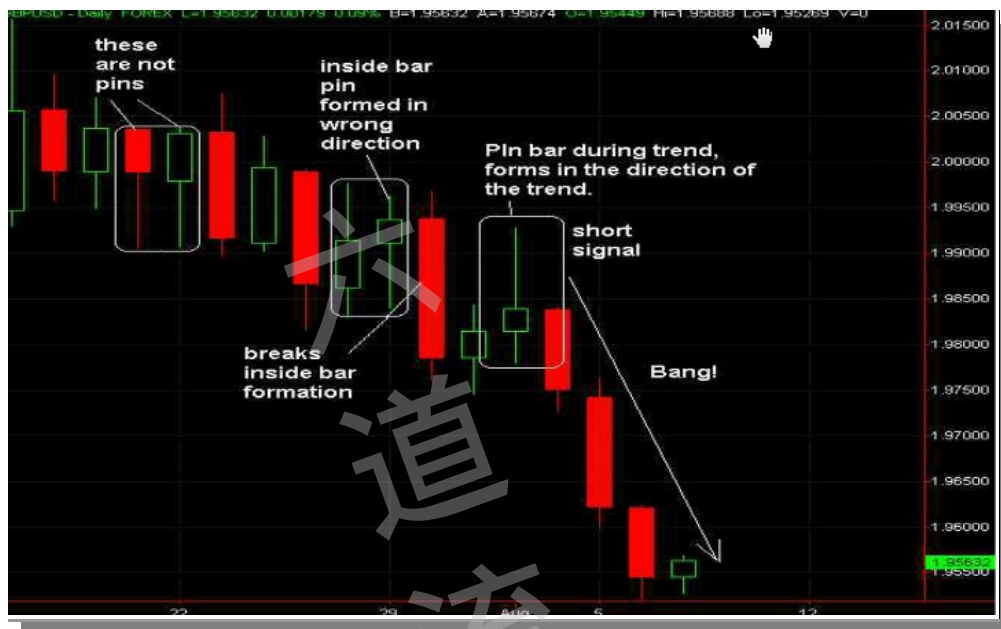 GBPUSD - Daily FOREX L=1.95632 0.00179 0.09% B=1.95632 A=1.95674 O=1.95449 Hi=1.95688 Lo=1.95269 V=0
these
are not
pins
inside bar
pin
formed in
wrong
direction
PIn bar during trend,
forms in the direction of
the trend.
short
signal
breaks
inside bar
formation
Bang!
2.01500
2.01000
2.00500
2.00000
1.99500
1.99000
1.98500
1.98000
1.97500
1.97000
1.96500
1.96000
1.95632
1.95500
22
29
Aug
5
12
六
道